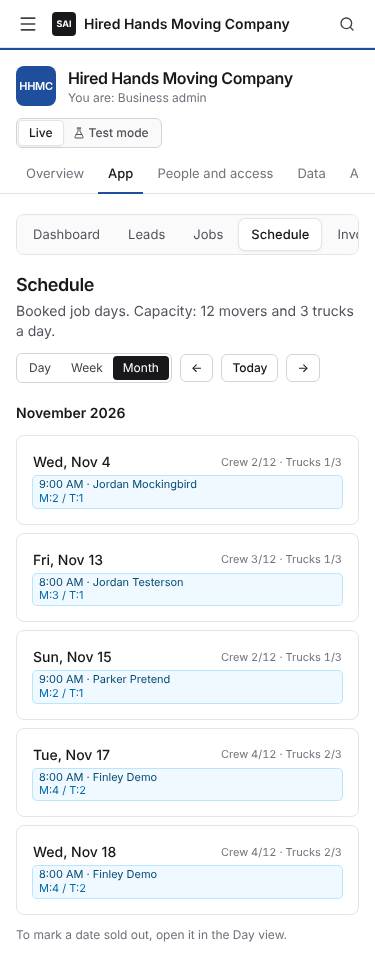 SAI Hired Hands Moving Company
HHMC
Hired Hands Moving Company
You are: Business admin
Live Test mode
Overview App People and access Data A
Dashboard Leads Jobs Schedule Invo
Schedule
Booked job days. Capacity: 12 movers and 3 trucks
a day.
Day Week Month ← Today →
November 2026
Wed, Nov 4 Crew 2/12 · Trucks 1/3
9:00 AM · Jordan Mockingbird
M:2 / T:1
Fri, Nov 13 Crew 3/12 · Trucks 1/3
8:00 AM · Jordan Testerson
M:3 / T:1
Sun, Nov 15 Crew 2/12 · Trucks 1/3
9:00 AM · Parker Pretend
M:2 / T:1
Tue, Nov 17 Crew 4/12 · Trucks 2/3
8:00 AM · Finley Demo
M:4 / T:2
Wed, Nov 18 Crew 4/12 · Trucks 2/3
8:00 AM · Finley Demo
M:4 / T:2
To mark a date sold out, open it in the Day view.